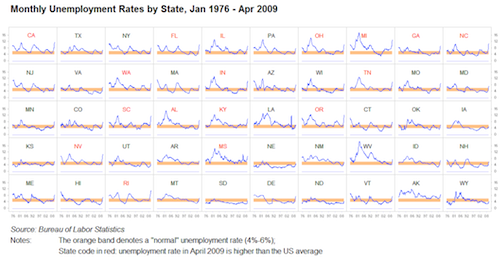 Monthly Unemployment Rates by State, Jan 1976 - Apr 2009
CA TX NY FL IL PA OH MI GA NC
NJ VA WA MA IN AZ TN MO MD
MN CO SC AL KY LA OR CT OK IA
KS NV UT AR MS NE NM WV ID NH
ME HI RI MT SD DE ND VT AK WY
Source: Bureau of Labor Statistics
Notes: The orange band denotes a "normal" unemployment rate (4%-6%);
State code in red: unemployment rate in April 2009 is higher than the US average